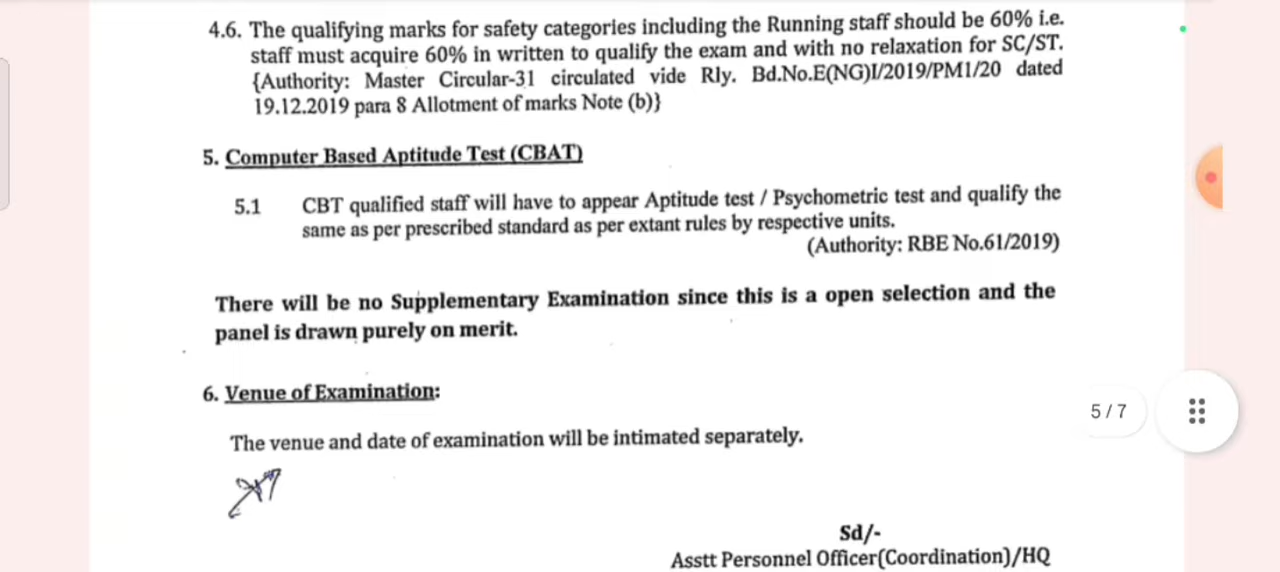 4.6. The qualifying marks for safety categories including the Running staff should be 60% i.e.
staff must acquire 60% in written to qualify the exam and with no relaxation for SC/ST.
{Authority: Master Circular-31 circulated vide Rly. Bd.No.E(NG)I/2019/PM1/20 dated
19.12.2019 para 8 Allotment of marks Note (b)}
5. Computer Based Aptitude Test (CBAT)
5.1 CBT qualified staff will have to appear Aptitude test / Psychometric test and qualify the
same as per prescribed standard as per extant rules by respective units.
(Authority: RBE No.61/2019)
There will be no Supplementary Examination since this is a open selection and the
panel is drawn purely on merit.
6. Venue of Examination:
5 / 7
The venue and date of examination will be intimated separately.
Sd/-
Asstt Personnel Officer(Coordination)/HQ